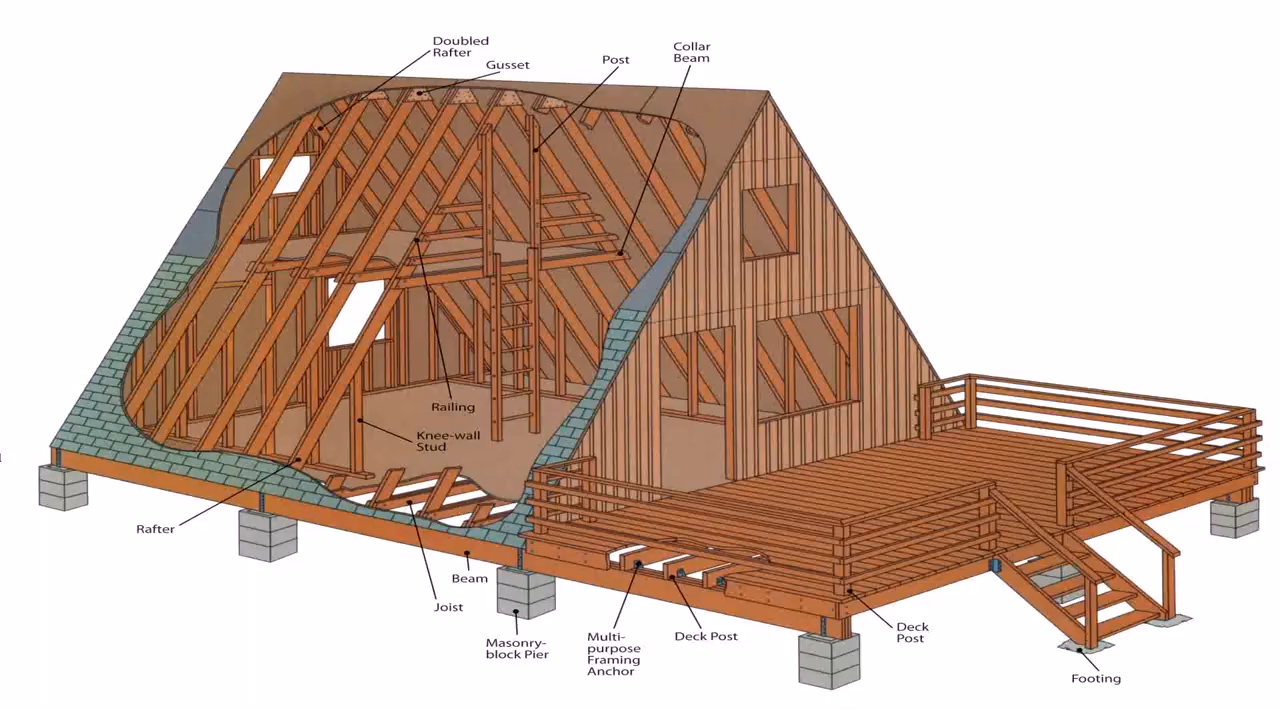 Doubled
Rafter
Gusset
Post
Collar
Beam
Railing
Knee-wall
Stud
Rafter
Beam
Joist
Masonry-
block Pier
Multi-
purpose
Framing
Anchor
Deck Post
Deck
Post
Footing